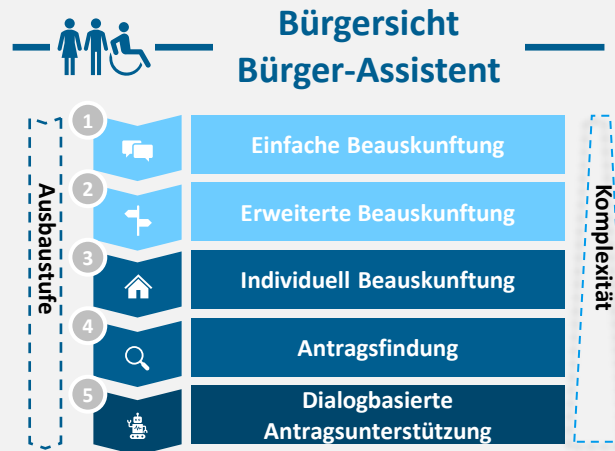 Bürgersicht
Bürger-Assistent
Ausbaustufe
1
Einfache Beauskunftung
2
Erweiterte Beauskunftung
3
Individuell Beauskunftung
4
Antragsfindung
5
Dialogbasierte
Antragsunterstützung
Komplexität